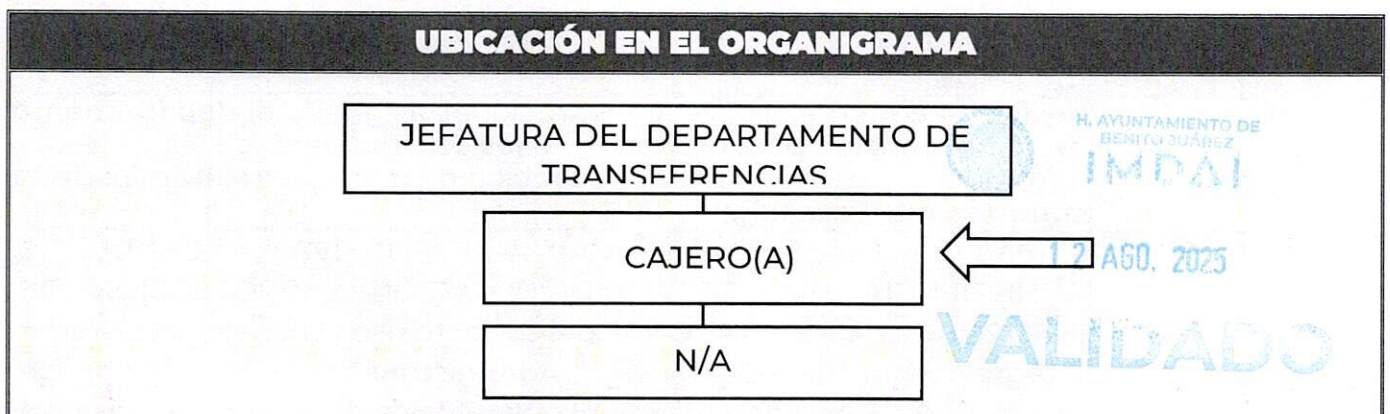 UBICACIÓN EN EL ORGANIGRAMA
JEFATURA DEL DEPARTAMENTO DE
TRANSFERENCIAS
H. AYUNTAMIENTO DE
BENITO JUÁREZ
IMDAI
CAJERO(A)
12 AGO. 2025
VALIDADO
N/A